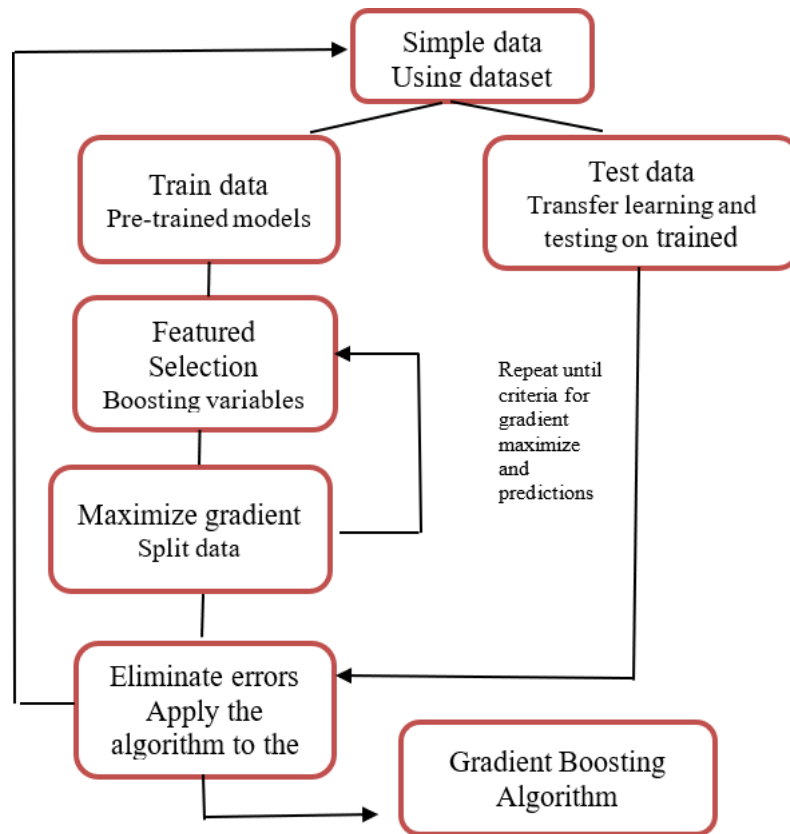 Simple data
Using dataset
Train data
Pre-trained models
Test data
Transfer learning and
testing on trained
Featured
Selection
Boosting variables
Repeat until
criteria for
gradient
maximize
and
predictions
Maximize gradient
Split data
Eliminate errors
Apply the
algorithm to the
Gradient Boosting
Algorithm